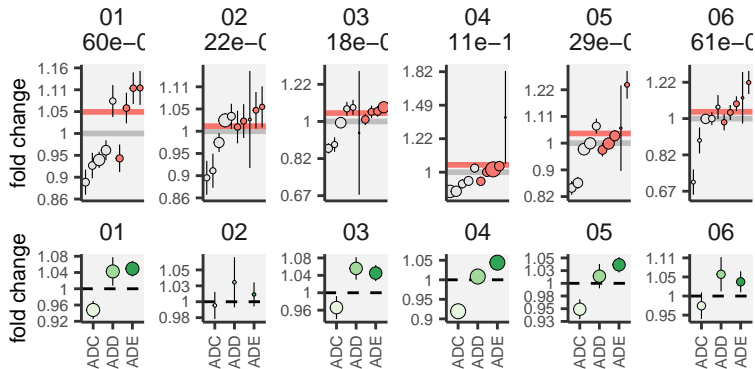 01 02 03 04 05 06
60e−0 22e−0 18e−0 11e−1 29e−0 61e−0
fold change
1.16 1.11 1.05 1 0.95 0.9 0.86
1.11 1.05 1 0.95 0.9 0.86
1.22 1 0.82 0.67
1.82 1.49 1.22 1
1.22 1.11 1 0.9 0.82
1.22 1 0.82 0.67
01 02 03 04 05 06
fold change
1.08 1.04 1 0.96 0.92
1.05 1.03 1 0.98
1.08 1.04 1 0.96
1.05 1 0.95 0.9
1.05 1.03 1 0.98 0.95 0.93
1.11 1.05 1 0.95
ADC ADD ADE ADC ADD ADE ADC ADD ADE ADC ADD ADE ADC ADD ADE ADC ADD ADE